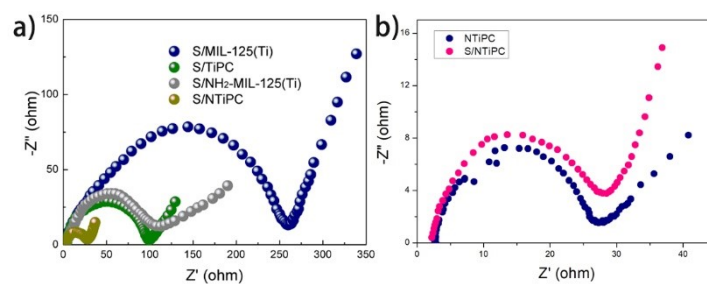 a)
150
100
50
0
-Z" (ohm)
S/MIL-125(Ti)
S/TiPC
S/NH₂-MIL-125(Ti)
S/NTiPC
0 50 100 150 200 250 300 350
Z' (ohm)
b)
16
12
8
4
0
-Z" (ohm)
NTiPC
S/NTiPC
0 10 20 30 40
Z' (ohm)